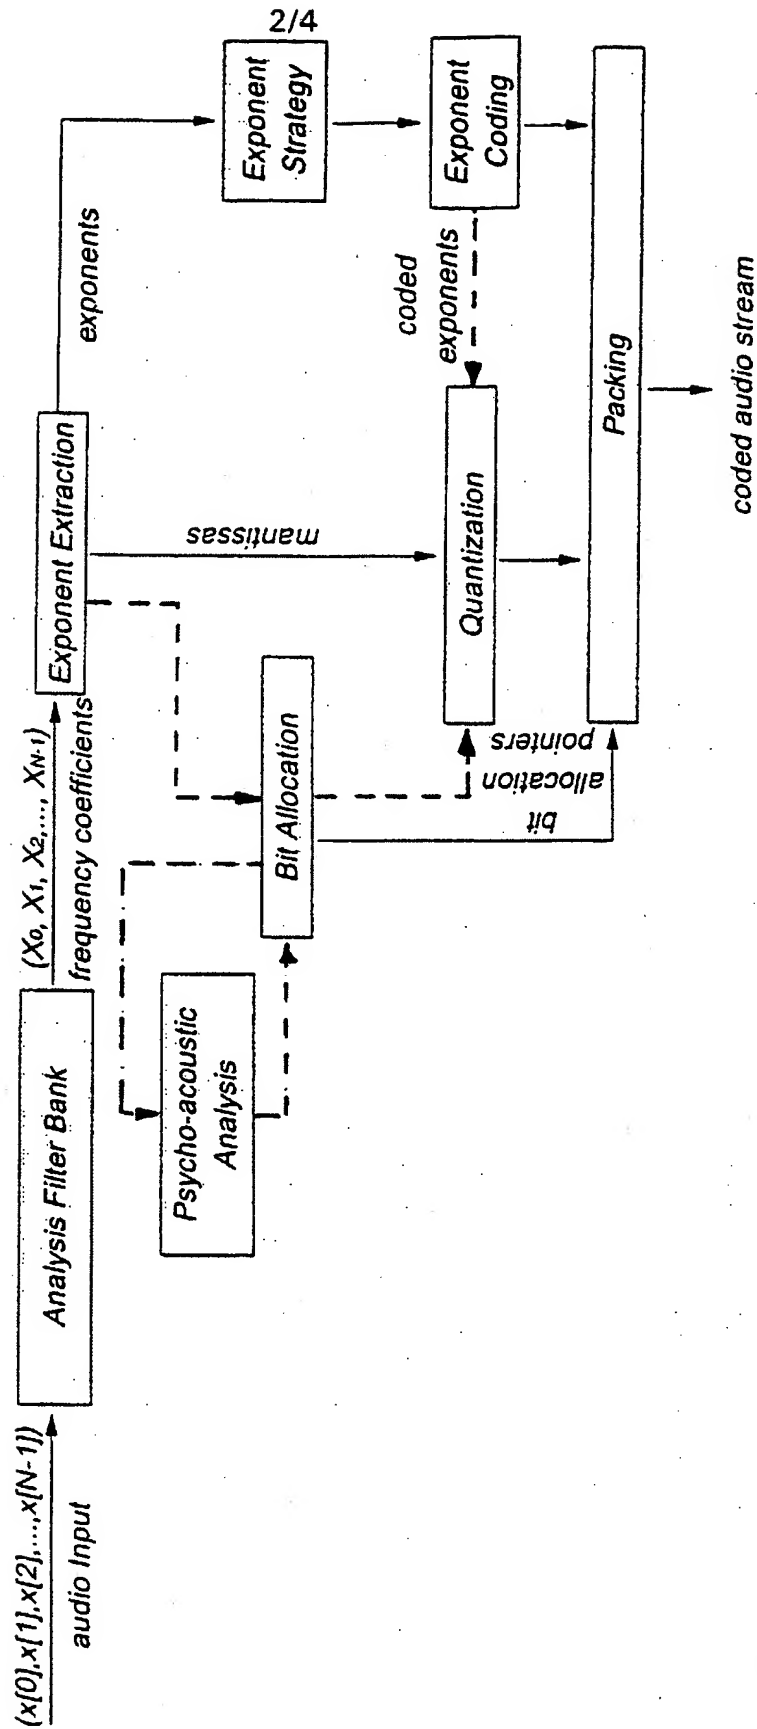 2/4
(x[0],x[1],x[2],...,x[N-1])
audio Input
Analysis Filter Bank
(X0, X1, X2,..., XN-1)
frequency coefficients
Exponent Extraction
exponents
Psycho-acoustic
Analysis
Bit Allocation
mantissas
Exponent
Strategy
coded
exponents
Exponent
Coding
Quantization
bit
allocation
pointers
Packing
coded audio stream